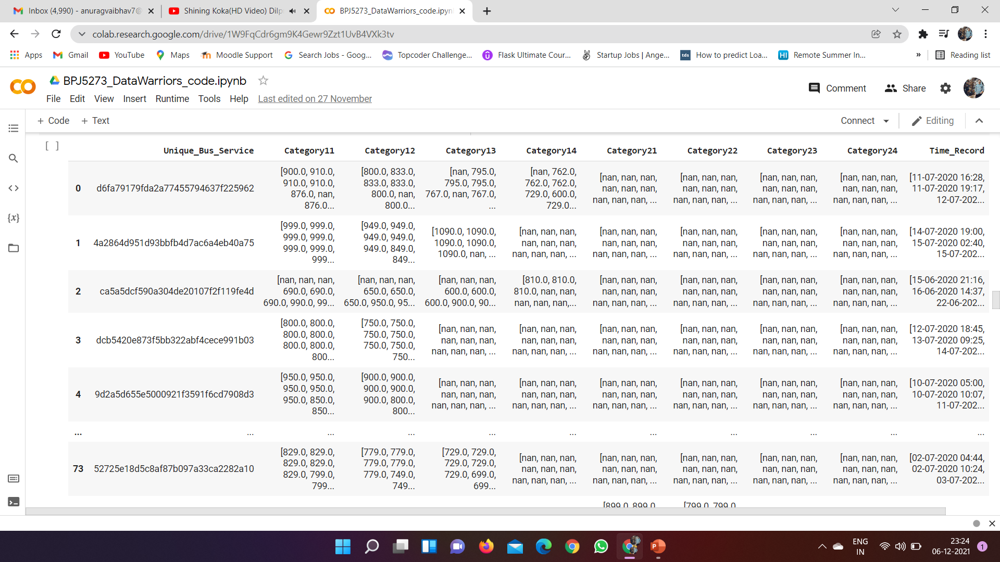 Inbox (4,990) - anuragvaibhav7@
Shining Koka(HD Video) Dilp
BPJ5273_DataWarriors_code.ipyn
colab.research.google.com/drive/1W9FqCdr6gm9K4Gewr9Zzt1UvB4VXk3tv
Apps Gmail YouTube Maps Moodle Support Search Jobs - Goog... Topcoder Challenge... Flask Ultimate Cour... Startup Jobs | Ange... tds How to predict Loa... HI Remote Summer In... » Reading list
BPJ5273_DataWarriors_code.ipynb
Comment Share
File Edit View Insert Runtime Tools Help Last edited on 27 November
+ Code + Text Connect Editing
[ ]
Unique_Bus_Service Category11 Category12 Category13 Category14 Category21 Category22 Category23 Category24 Time_Record
[900.0, 910.0, [800.0, 833.0, [nan, 795.0, [nan, 762.0,
[nan, nan, nan, [nan, nan, nan, [nan, nan, nan, [nan, nan, nan, [11-07-2020 16:28,
910.0, 910.0, 833.0, 833.0, 795.0, 795.0, 762.0, 762.0,
0 d6fa79179fda2a77455794637f225962 nan, nan, nan, nan, nan, nan, nan, nan, nan, nan, nan, nan, 11-07-2020 19:17,
876.0, nan, 800.0, nan, 767.0, nan, 767.0, 729.0, 600.0,
nan, nan, nan, ... nan, nan, nan, ... nan, nan, nan, ... nan, nan, nan, ... 12-07-202...
876.0... 800.0... ... 729.0...
[999.0, 999.0, [949.0, 949.0,
[1090.0, 1090.0, [nan, nan, nan, [nan, nan, nan, [nan, nan, nan, [nan, nan, nan, [nan, nan, nan, [14-07-2020 19:00,
999.0, 999.0, 949.0, 949.0,
1 4a2864d951d93bbfb4d7ac6a4eb40a75 1090.0, 1090.0, nan, nan, nan, nan, nan, nan, nan, nan, nan, nan, nan, nan, nan, nan, nan, 15-07-2020 02:40,
999.0, 999.0, 949.0, 849.0,
1090.0, nan, ... nan, nan, nan, ... nan, nan, nan, ... nan, nan, nan, ... nan, nan, nan, ... nan, nan, nan, ... 15-07-202...
999... 849...
[nan, nan, nan, [nan, nan, nan, [nan, nan, nan, [810.0, 810.0, [nan, nan, nan, [nan, nan, nan, [nan, nan, nan, [nan, nan, nan, [15-06-2020 21:16,
2 ca5a5dcf590a304de20107f2f119fe4d 690.0, 690.0, 650.0, 650.0, 600.0, 600.0, 810.0, nan, nan, nan, nan, nan, nan, nan, nan, nan, nan, nan, nan, nan, nan, 16-06-2020 14:37,
690.0, 990.0, 99... 650.0, 950.0, 95... 600.0, 900.0, 90... nan, nan, nan,... nan, nan, nan, ... nan, nan, nan, ... nan, nan, nan, ... nan, nan, nan, ... 22-06-202...
[800.0, 800.0, [750.0, 750.0,
[nan, nan, nan, [nan, nan, nan, [nan, nan, nan, [nan, nan, nan, [nan, nan, nan, [nan, nan, nan, [12-07-2020 18:45,
800.0, 800.0, 750.0, 750.0,
3 dcb5420e873f5bb322abf4cece991b03 nan, nan, nan, nan, nan, nan, nan, nan, nan, nan, nan, nan, nan, nan, nan, nan, nan, nan, 13-07-2020 09:25,
800.0, 800.0, 750.0, 750.0,
nan, nan, nan, ... nan, nan, nan, ... nan, nan, nan, ... nan, nan, nan, ... nan, nan, nan, ... nan, nan, nan, ... 14-07-202...
800... 750...
[950.0, 950.0, [900.0, 900.0,
[nan, nan, nan, [nan, nan, nan, [nan, nan, nan, [nan, nan, nan, [nan, nan, nan, [nan, nan, nan, [10-07-2020 05:00,
950.0, 950.0, 900.0, 900.0,
4 9d2a5d655e5000921f3591f6cd7908d3 nan, nan, nan, nan, nan, nan, nan, nan, nan, nan, nan, nan, nan, nan, nan, nan, nan, nan, 10-07-2020 10:07,
950.0, 850.0, 900.0, 800.0,
nan, nan, nan, ... nan, nan, nan, ... nan, nan, nan, ... nan, nan, nan, ... nan, nan, nan, ... nan, nan, nan, ... 11-07-202...
850... 800...
... ... ... ... ... ... ... ... ... ... ...
[829.0, 829.0, [779.0, 779.0, [729.0, 729.0,
[nan, nan, nan, [nan, nan, nan, [nan, nan, nan, [nan, nan, nan, [nan, nan, nan, [02-07-2020 04:44,
829.0, 829.0, 779.0, 779.0, 729.0, 729.0,
73 52725e18d5c8af87b097a33ca2282a10 nan, nan, nan, nan, nan, nan, nan, nan, nan, nan, nan, nan, nan, nan, nan, 02-07-2020 10:24,
829.0, 799.0, 779.0, 749.0, 729.0, 699.0,
nan, nan, nan, ... nan, nan, nan, ... nan, nan, nan, ... nan, nan, nan, ... nan, nan, nan, ... 03-07-202...
799... 749... 699...
[899.0, 899.0, [799.0, 799.0,
ENG 23:24
IN 06-12-2021 1